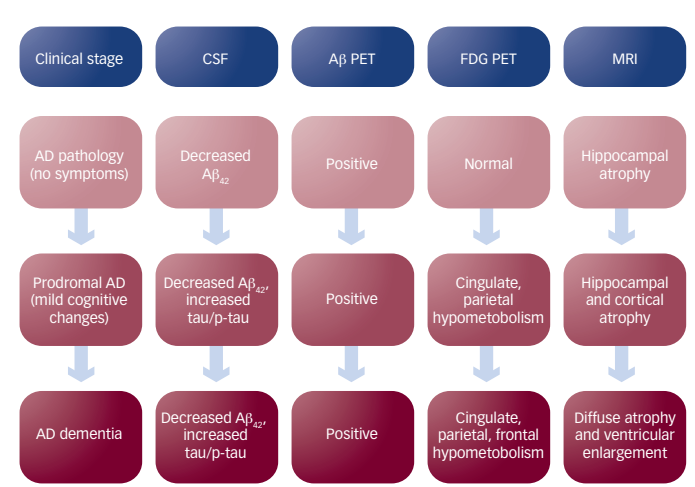 Clinical stage
CSF
Aβ PET
FDG PET
MRI
AD pathology
(no symptoms)
Decreased
Aβ₄₂
Positive
Normal
Hippocampal
atrophy
Prodromal AD
(mild cognitive
changes)
Decreased Aβ₄₂,
increased
tau/p-tau
Positive
Cingulate,
parietal
hypometobolism
Hippocampal
and cortical
atrophy
AD dementia
Decreased Aβ₄₂,
increased
tau/p-tau
Positive
Cingulate,
parietal, frontal
hypometobolism
Diffuse atrophy
and ventricular
enlargement